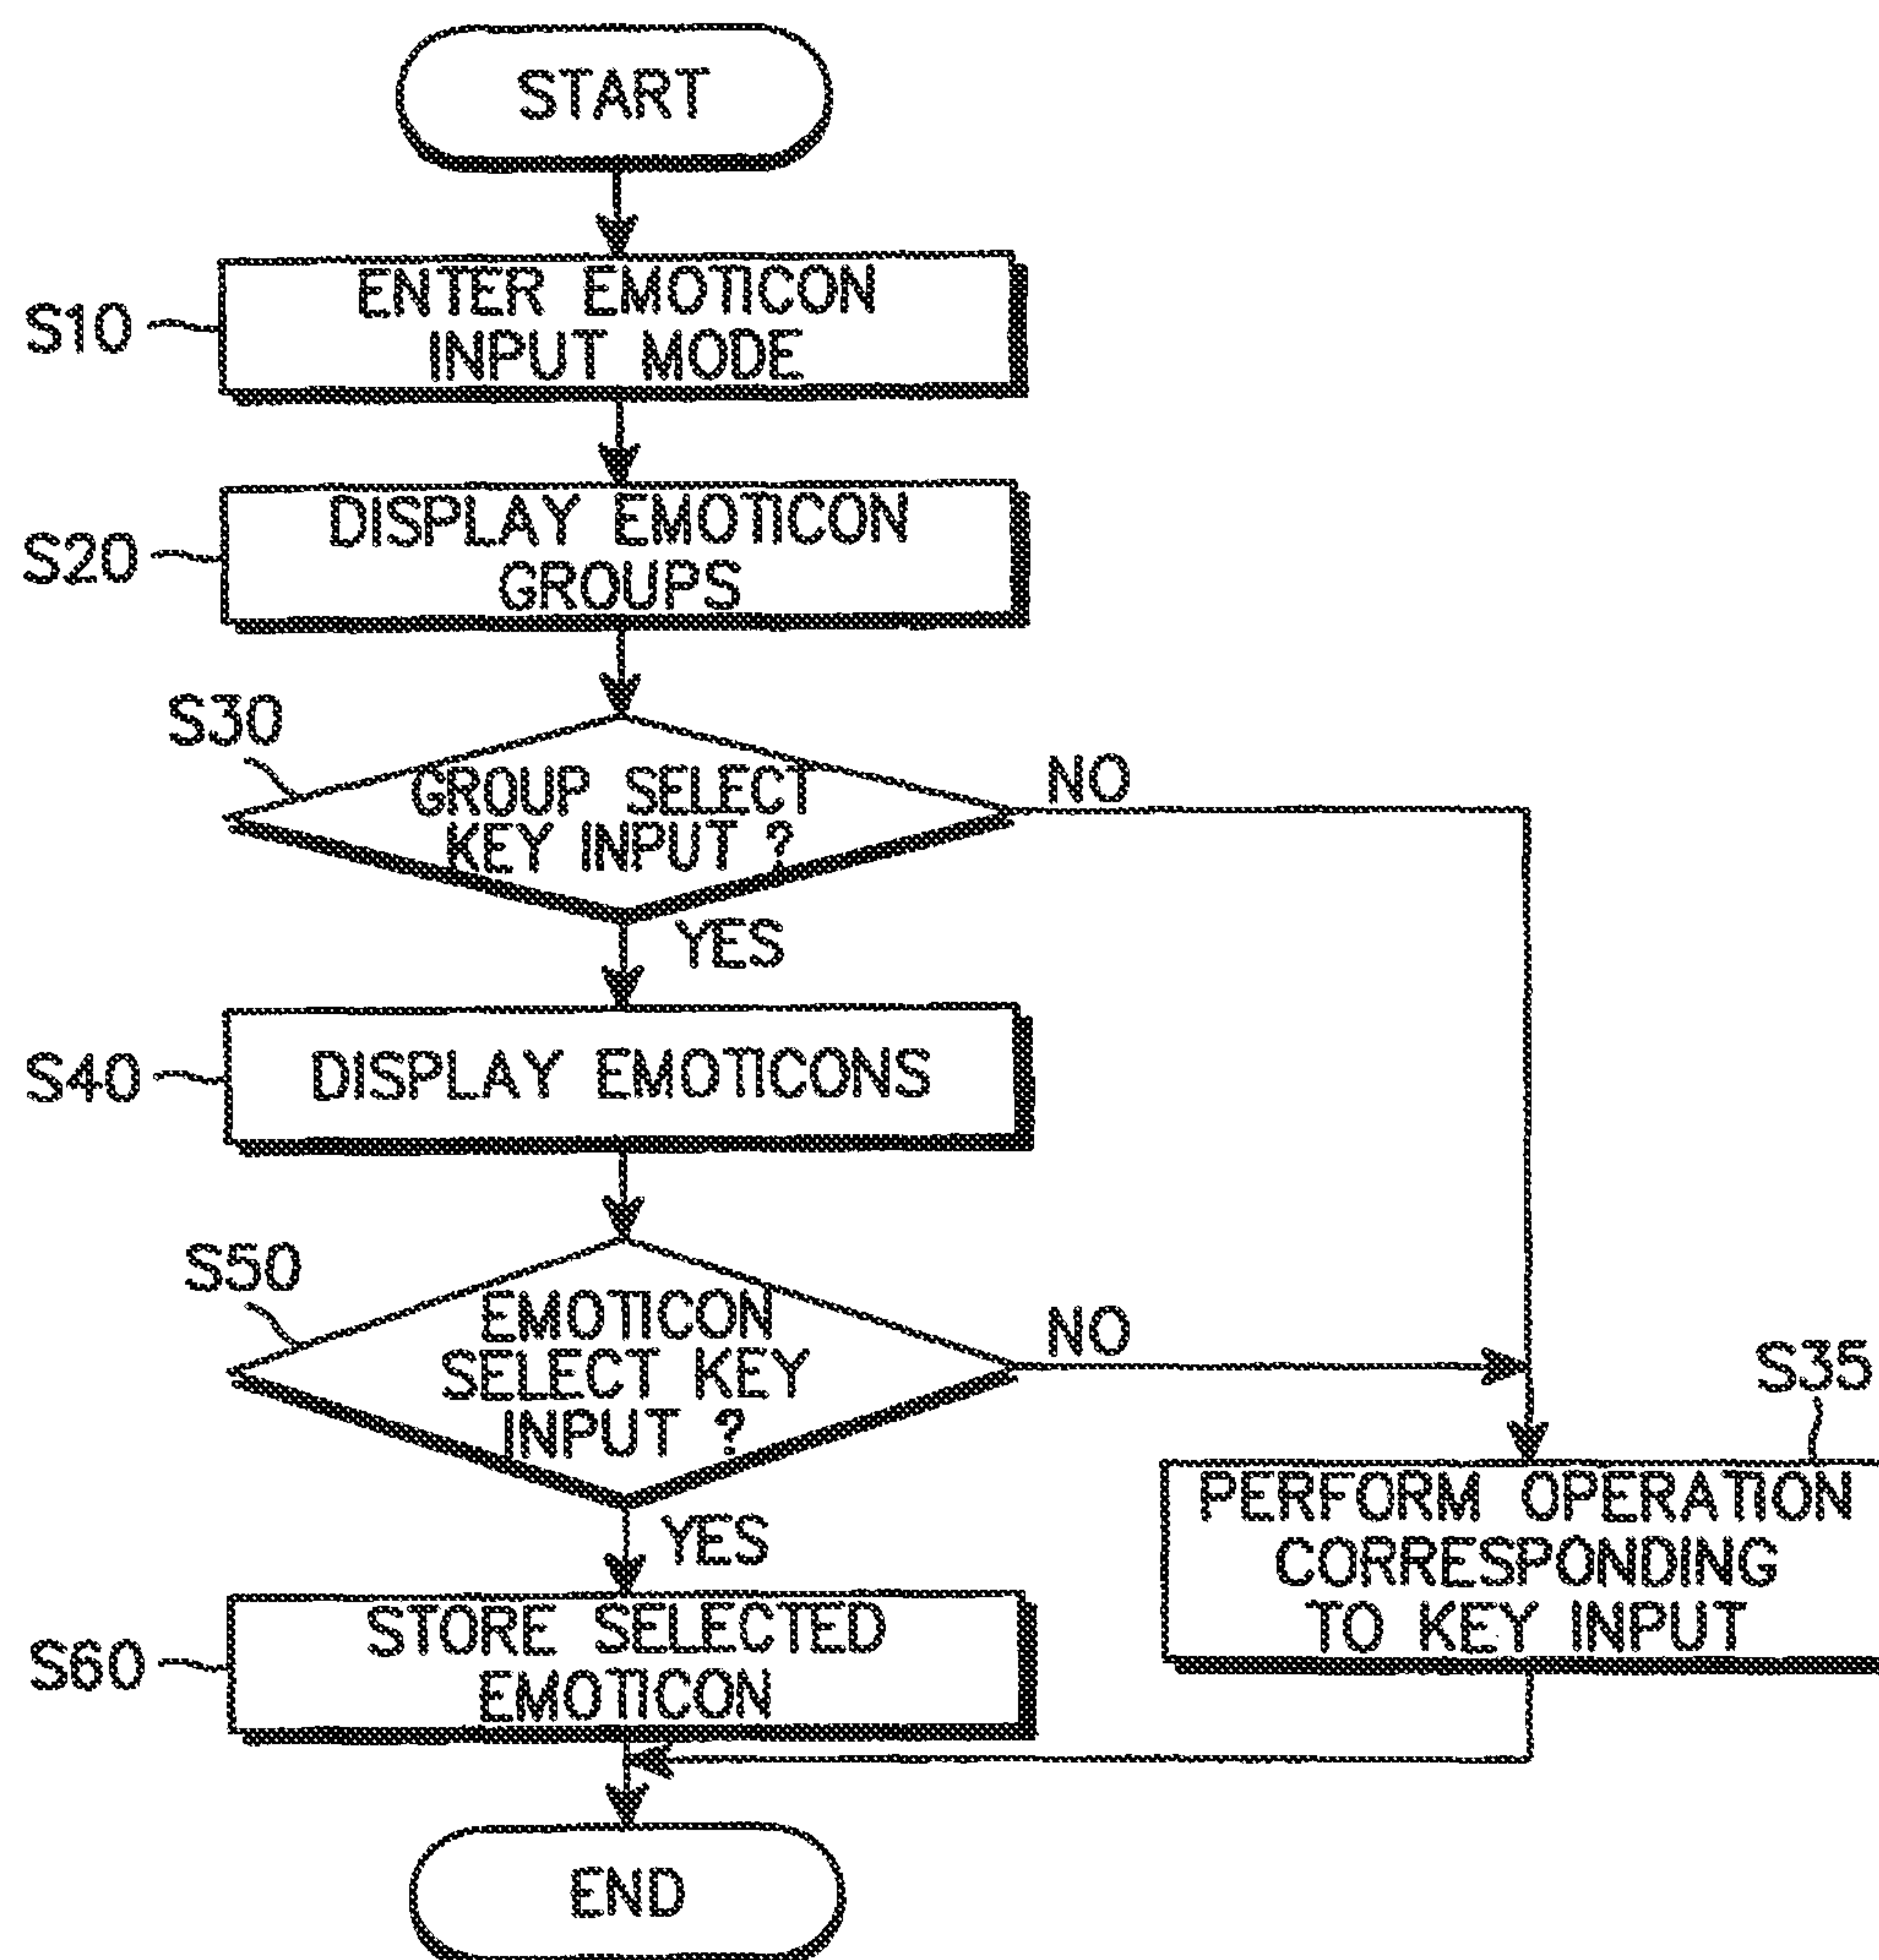 START
S10
ENTER EMOTICON
INPUT MODE
S20
DISPLAY EMOTICON
GROUPS
S30
GROUP SELECT
KEY INPUT ?
NO
YES
S40
DISPLAY EMOTICONS
S50
EMOTICON
SELECT KEY
INPUT ?
NO
YES
S35
PERFORM OPERATION
CORRESPONDING
TO KEY INPUT
S60
STORE SELECTED
EMOTICON
END